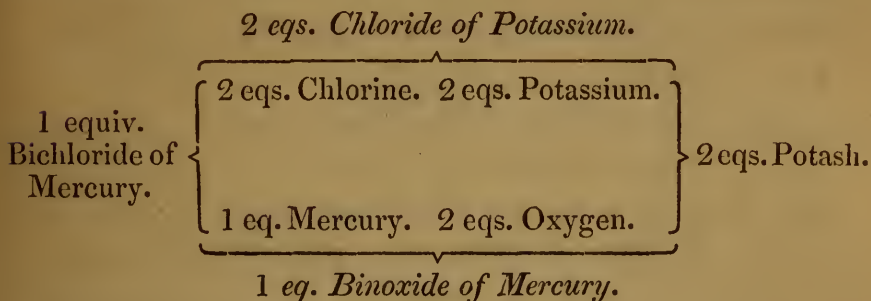 2 eqs. Chloride of Potassium.
2 eqs. Chlorine. 2 eqs. Potassium.
1 equiv.
Bichloride of
Mercury.
2 eqs. Potash.
1 eq. Mercury. 2 eqs. Oxygen.
1 eq. Binoxide of Mercury.